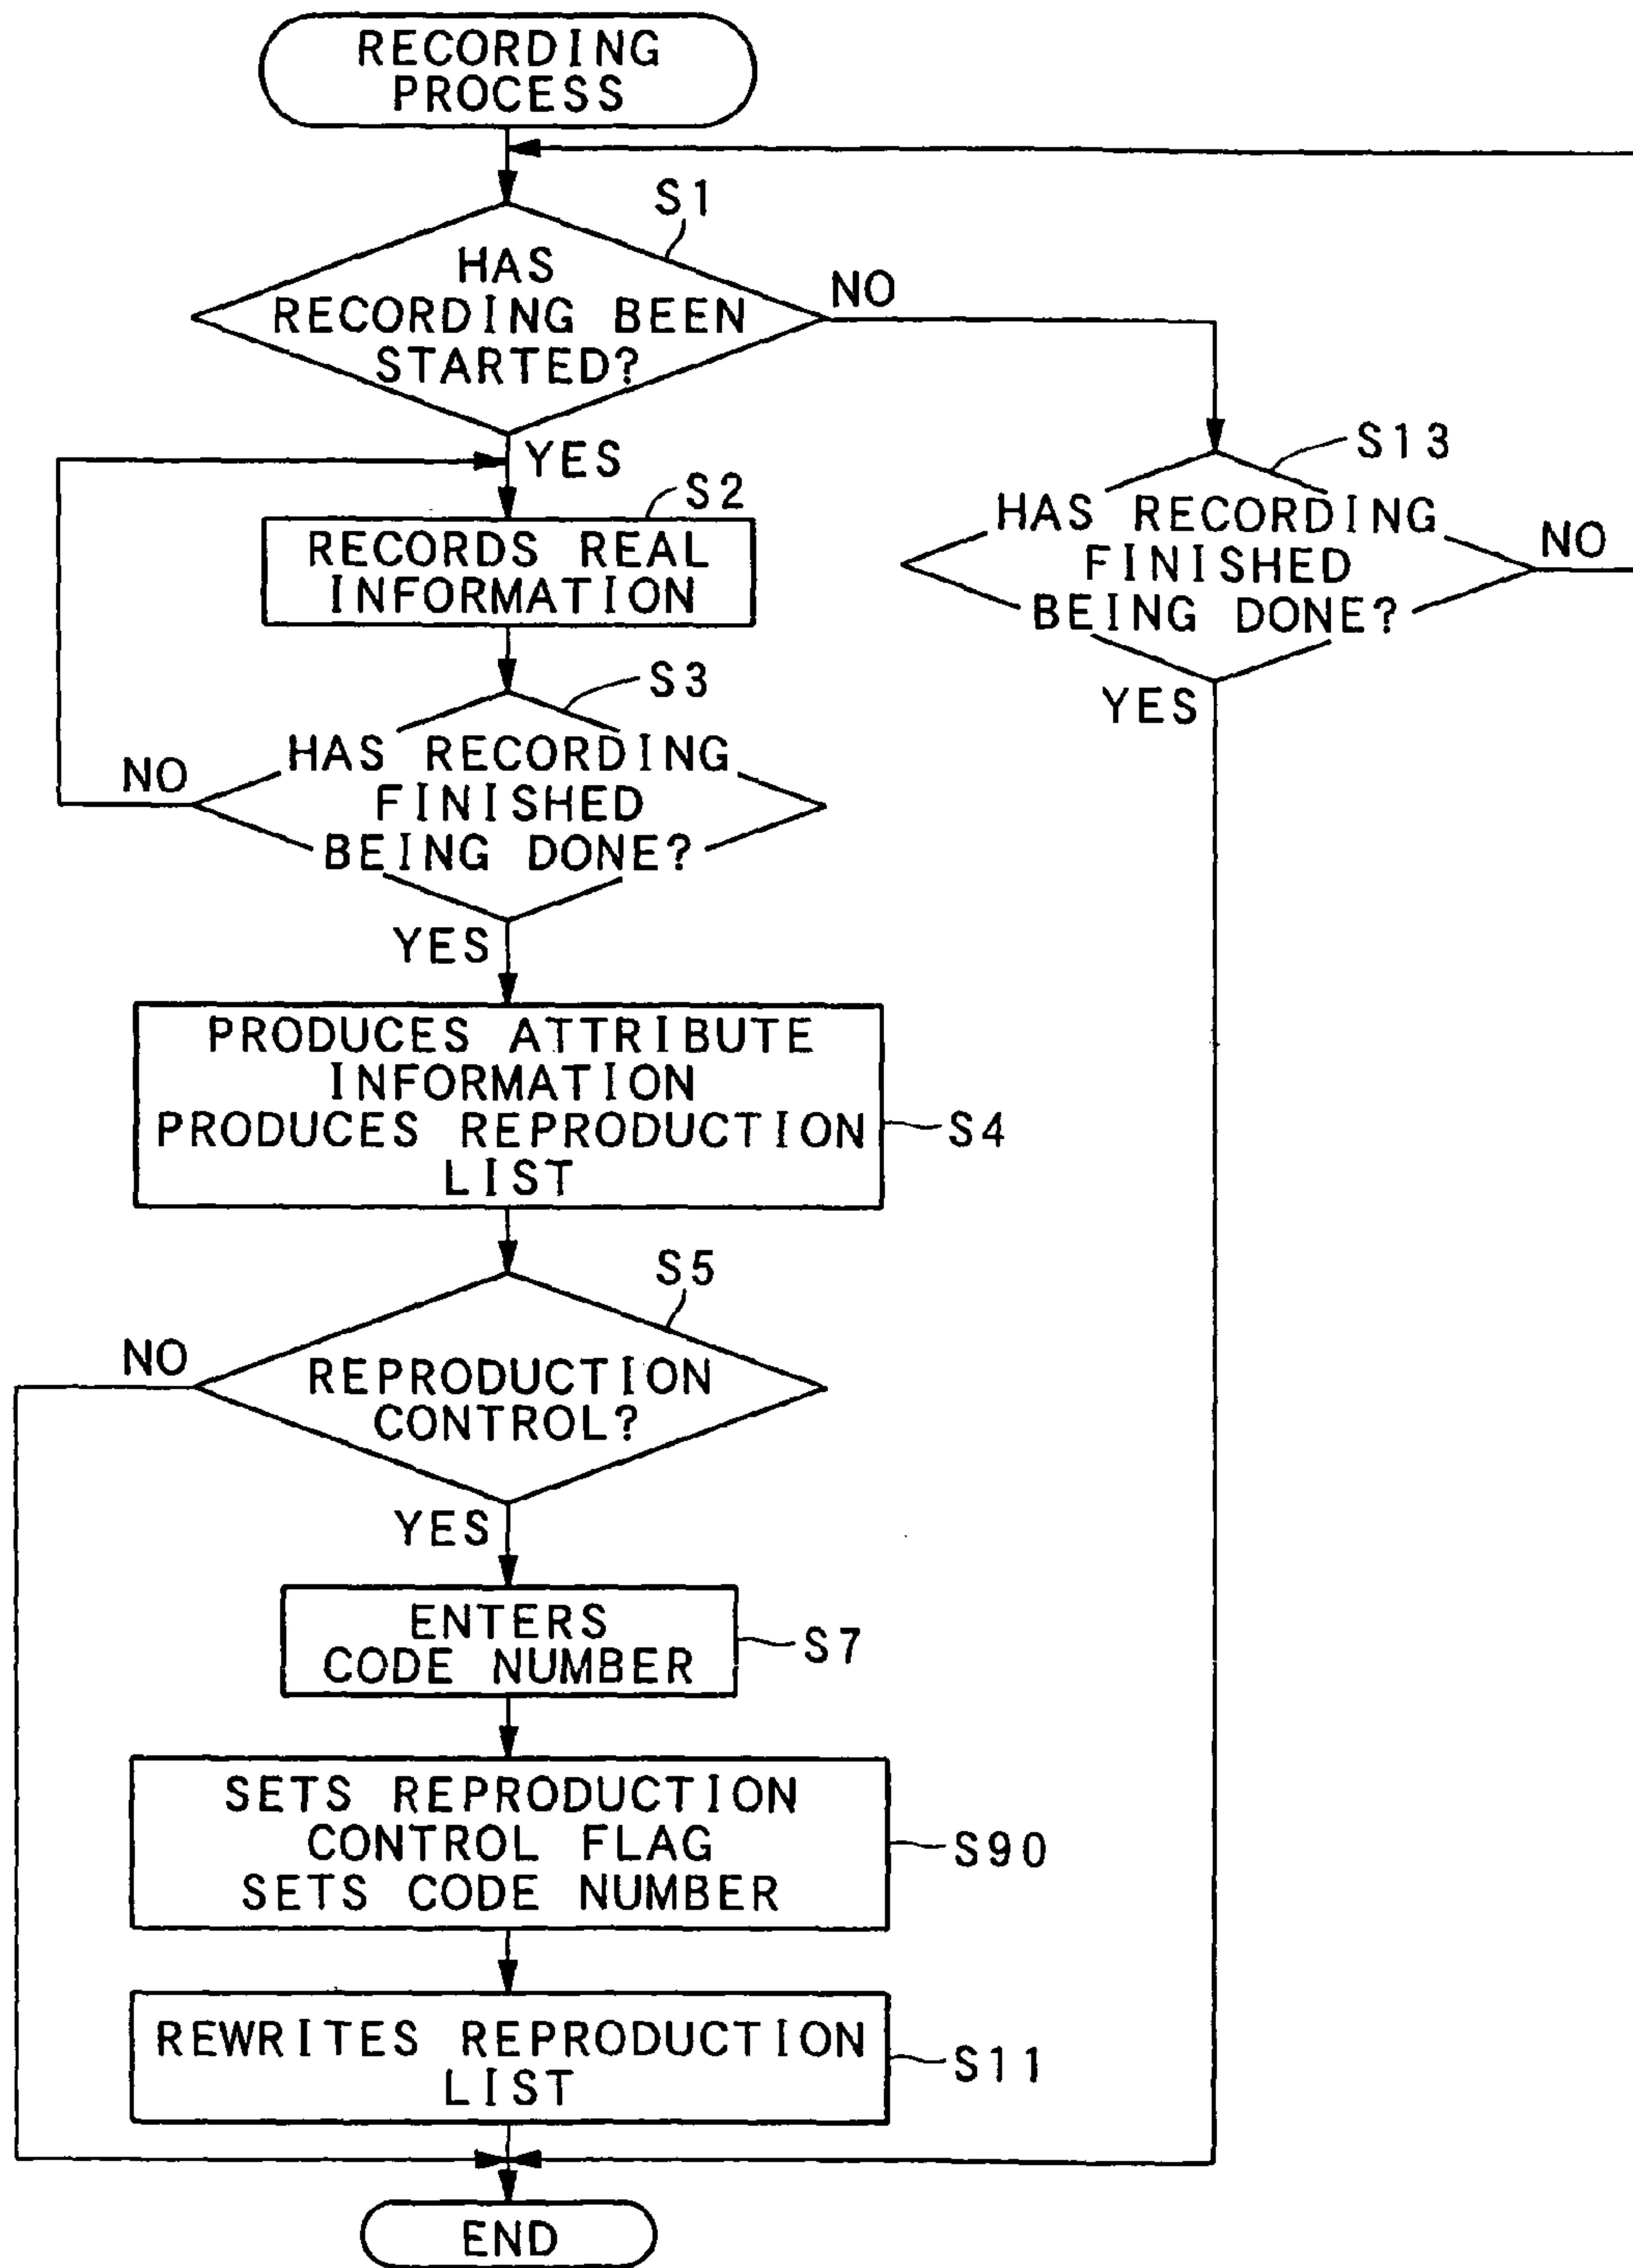 RECORDING
PROCESS
S1
HAS
RECORDING BEEN
STARTED?
NO
YES
S13
HAS RECORDING
FINISHED
BEING DONE?
NO
YES
S2
RECORDS REAL
INFORMATION
S3
HAS RECORDING
FINISHED
BEING DONE?
NO
YES
PRODUCES ATTRIBUTE
INFORMATION
PRODUCES REPRODUCTION
LIST
S4
S5
REPRODUCTION
CONTROL?
NO
YES
ENTERS
CODE NUMBER
S7
SETS REPRODUCTION
CONTROL FLAG
SETS CODE NUMBER
S90
REWRITES REPRODUCTION
LIST
S11
END